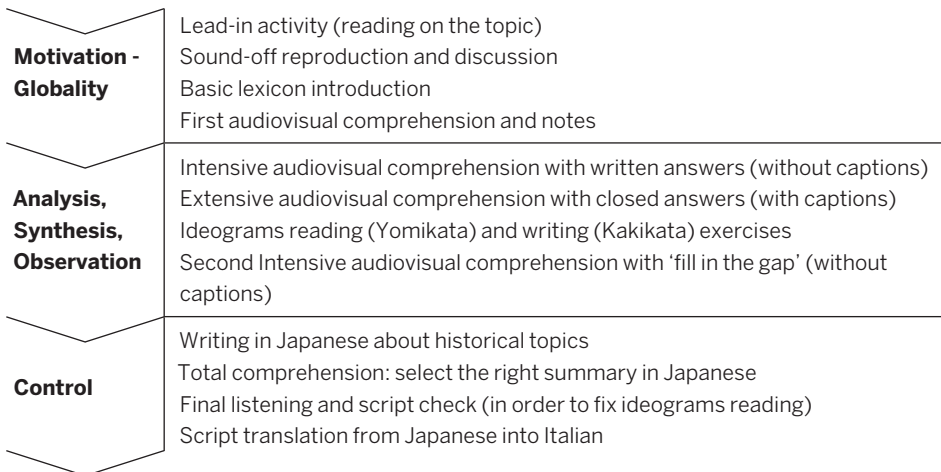 Motivation -
Globality
Lead-in activity (reading on the topic)
Sound-off reproduction and discussion
Basic lexicon introduction
First audiovisual comprehension and notes
Analysis,
Synthesis,
Observation
Intensive audiovisual comprehension with written answers (without captions)
Extensive audiovisual comprehension with closed answers (with captions)
Ideograms reading (Yomikata) and writing (Kakikata) exercises
Second Intensive audiovisual comprehension with ‘fill in the gap’ (without
captions)
Control
Writing in Japanese about historical topics
Total comprehension: select the right summary in Japanese
Final listening and script check (in order to fix ideograms reading)
Script translation from Japanese into Italian